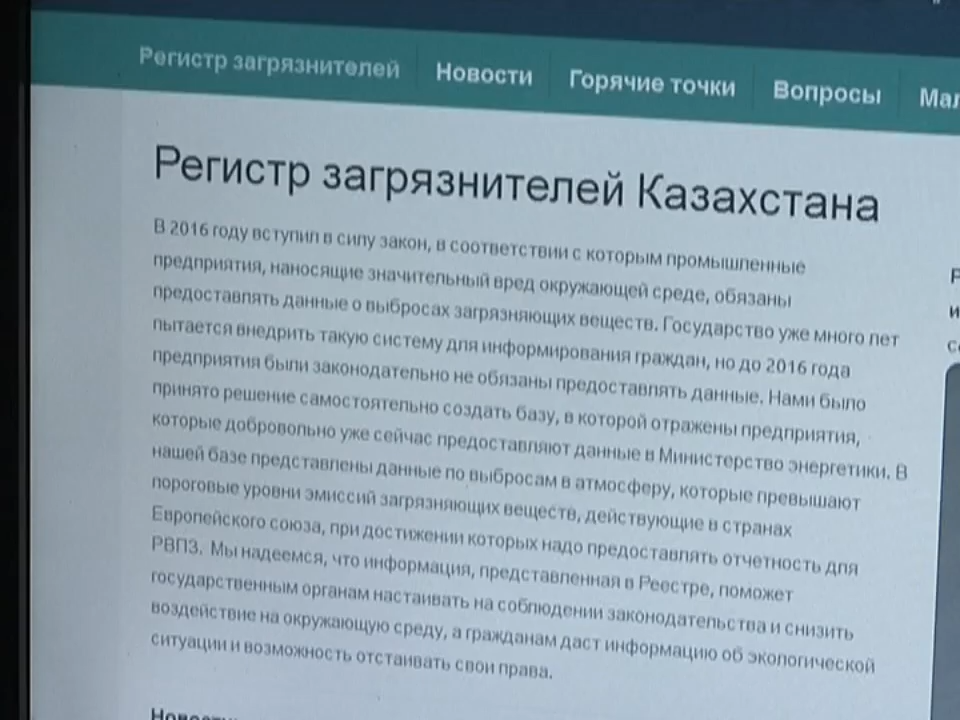 Регистр загрязнителей Новости Горячие точки Вопросы
Регистр загрязнителей Казахстана
В 2016 году вступил в силу закон, в соответствии с которым промышленные
предприятия, наносящие значительный вред окружающей среде, обязаны
предоставлять данные о выбросах загрязняющих веществ. Государство уже много лет
пытается внедрить такую систему для информирования граждан, но до 2016 года
предприятия были законодательно не обязаны предоставлять данные. Нами было
принято решение самостоятельно создать базу, в которой отражены предприятия,
которые добровольно уже сейчас предоставляют данные в Министерство энергетики. В
нашей базе представлены данные по выбросам в атмосферу, которые превышают
пороговые уровни эмиссий загрязняющих веществ, действующие в странах
Европейского союза, при достижении которых надо предоставлять отчетность для
РВПЗ. Мы надеемся, что информация, представленная в Реестре, поможет
государственным органам настаивать на соблюдении законодательства и снизить
воздействие на окружающую среду, а гражданам даст информацию об экологической
ситуации и возможность отстаивать свои права.